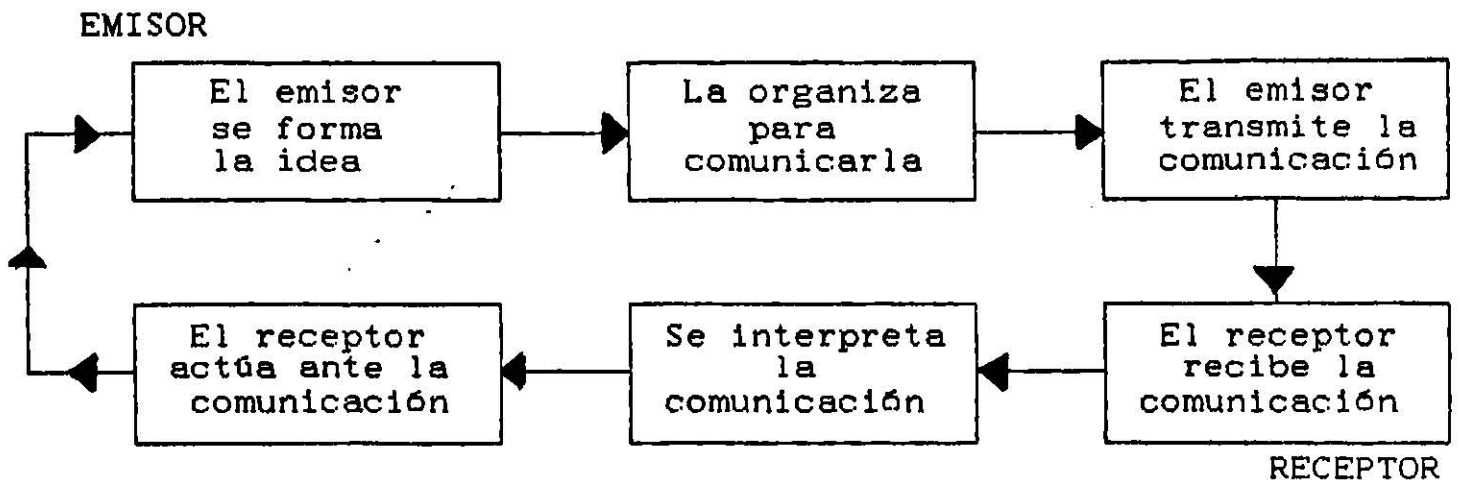 EMISOR
El emisor
se forma
la idea
La organiza
para
comunicarla
El emisor
transmite la
comunicación
El receptor
recibe la
comunicación
Se interpreta
la
comunicación
El receptor
actúa ante la
comunicación
RECEPTOR